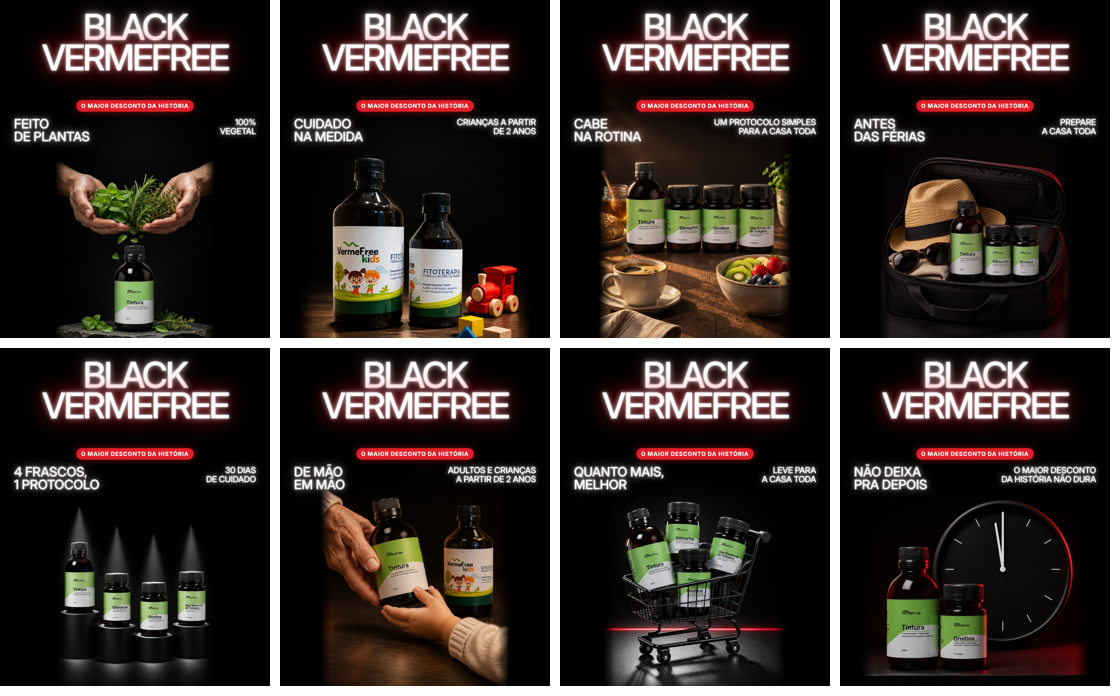 BLACK
VERMEFREE
O MAIOR DESCONTO DA HISTÓRIA
FEITO
DE PLANTAS
100%
VEGETAL
Tintura
BLACK
VERMEFREE
O MAIOR DESCONTO DA HISTÓRIA
CUIDADO
NA MEDIDA
CRIANÇAS A PARTIR
DE 2 ANOS
VermeFree
kids
FITOTERAPIA
FITOTERAPIA
BLACK
VERMEFREE
O MAIOR DESCONTO DA HISTÓRIA
CABE
NA ROTINA
UM PROTOCOLO SIMPLES
PARA A CASA TODA
Tintura
Silimarina
Ornitina
BLACK
VERMEFREE
O MAIOR DESCONTO DA HISTÓRIA
ANTES
DAS FÉRIAS
PREPARE
A CASA TODA
Tintura
BLACK
VERMEFREE
O MAIOR DESCONTO DA HISTÓRIA
4 FRASCOS,
1 PROTOCOLO
30 DIAS
DE CUIDADO
Tintura
Silimarina
Ornitina
BLACK
VERMEFREE
O MAIOR DESCONTO DA HISTÓRIA
DE MÃO
EM MÃO
ADULTOS E CRIANÇAS
A PARTIR DE 2 ANOS
Tintura
VermeFree
kids
BLACK
VERMEFREE
O MAIOR DESCONTO DA HISTÓRIA
QUANTO MAIS,
MELHOR
LEVE PARA
A CASA TODA
Silimarina
Tintura
Ornitina
BLACK
VERMEFREE
O MAIOR DESCONTO DA HISTÓRIA
NÃO DEIXA
PRA DEPOIS
O MAIOR DESCONTO
DA HISTÓRIA NÃO DURA
Tintura
Ornitina